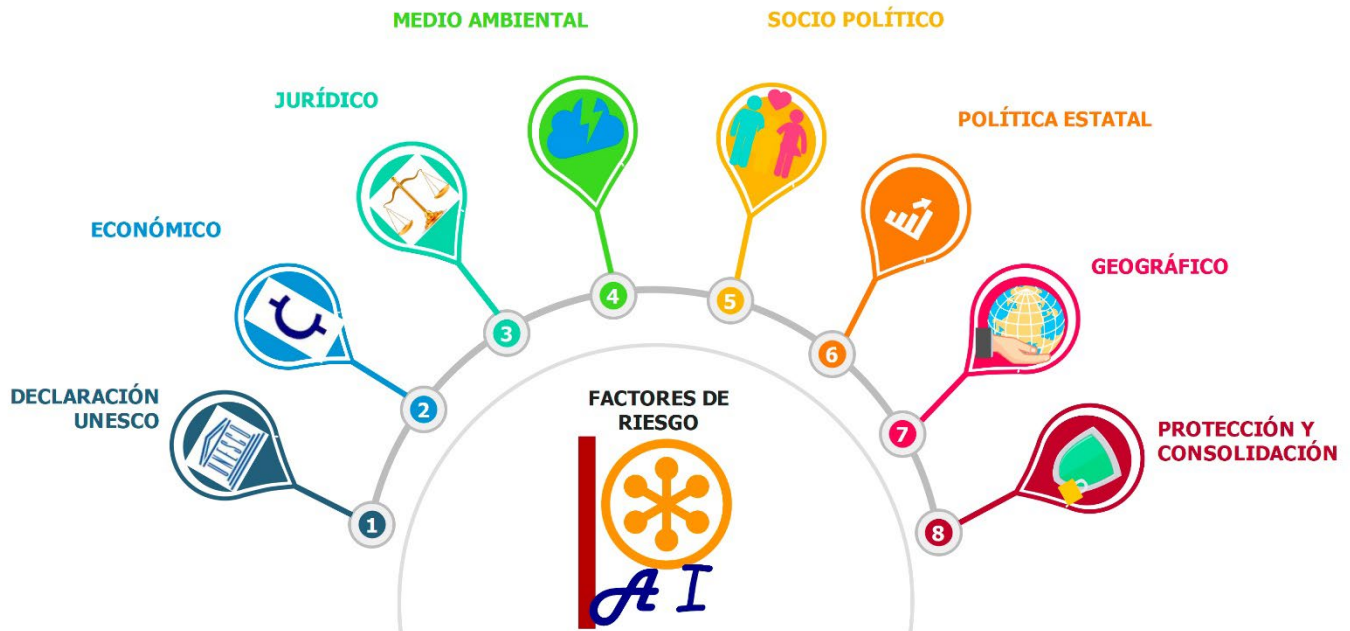 MEDIO AMBIENTAL
SOCIO POLÍTICO
JURÍDICO
POLÍTICA ESTATAL
ECONÓMICO
GEOGRÁFICO
DECLARACIÓN
UNESCO
PROTECCIÓN Y
CONSOLIDACIÓN
FACTORES DE
RIESGO
1
2
3
4
5
6
7
8
UNESCO
A I